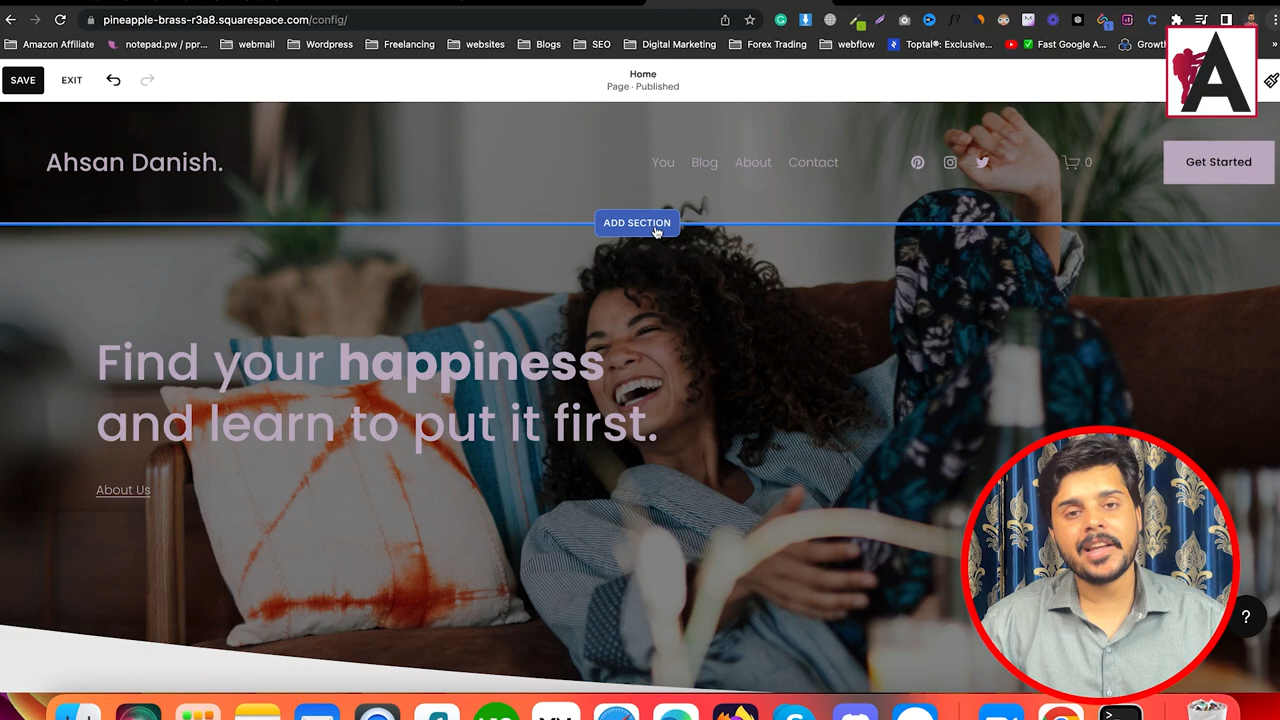 pineapple-brass-r3a8.squarespace.com/config/
Amazon Affiliate
notepad.pw / ppr...
webmail
Wordpress
Freelancing
websites
Blogs
SEO
Digital Marketing
Forex Trading
webflow
Toptal®: Exclusive...
Fast Google A...
Growth
SAVE
EXIT
Home
Page · Published
A
Ahsan Danish.
You
Blog
About
Contact
0
Get Started
ADD SECTION
Find your happiness
and learn to put it first.
About Us
?